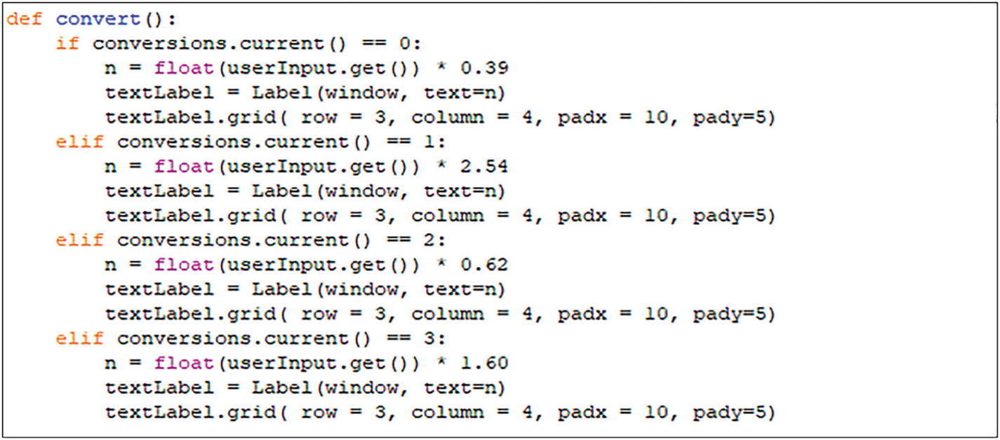 def convert():
    if conversions.current() == 0:
        n = float(userInput.get()) * 0.39
        textLabel = Label(window, text=n)
        textLabel.grid( row = 3, column = 4, padx = 10, pady=5)
    elif conversions.current() == 1:
        n = float(userInput.get()) * 2.54
        textLabel = Label(window, text=n)
        textLabel.grid( row = 3, column = 4, padx = 10, pady=5)
    elif conversions.current() == 2:
        n = float(userInput.get()) * 0.62
        textLabel = Label(window, text=n)
        textLabel.grid( row = 3, column = 4, padx = 10, pady=5)
    elif conversions.current() == 3:
        n = float(userInput.get()) * 1.60
        textLabel = Label(window, text=n)
        textLabel.grid( row = 3, column = 4, padx = 10, pady=5)